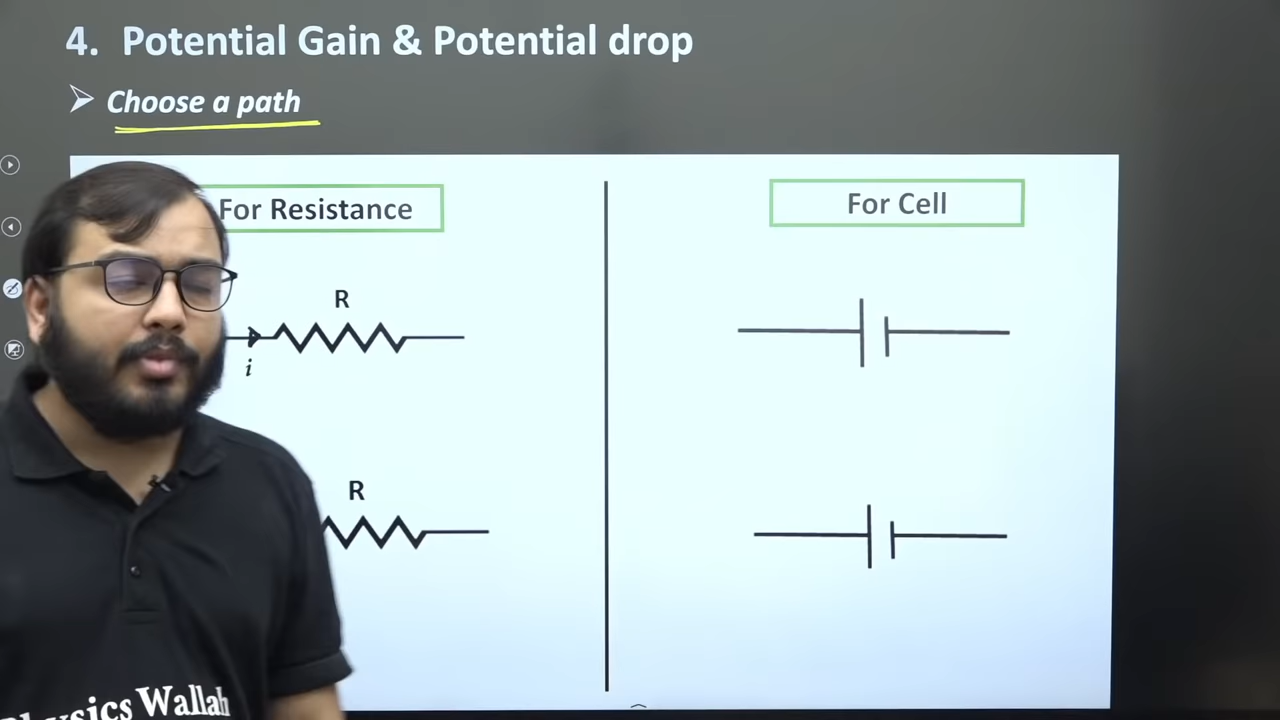 4. Potential Gain & Potential drop
Choose a path
For Resistance
For Cell
R
i
R
Physics Wallah